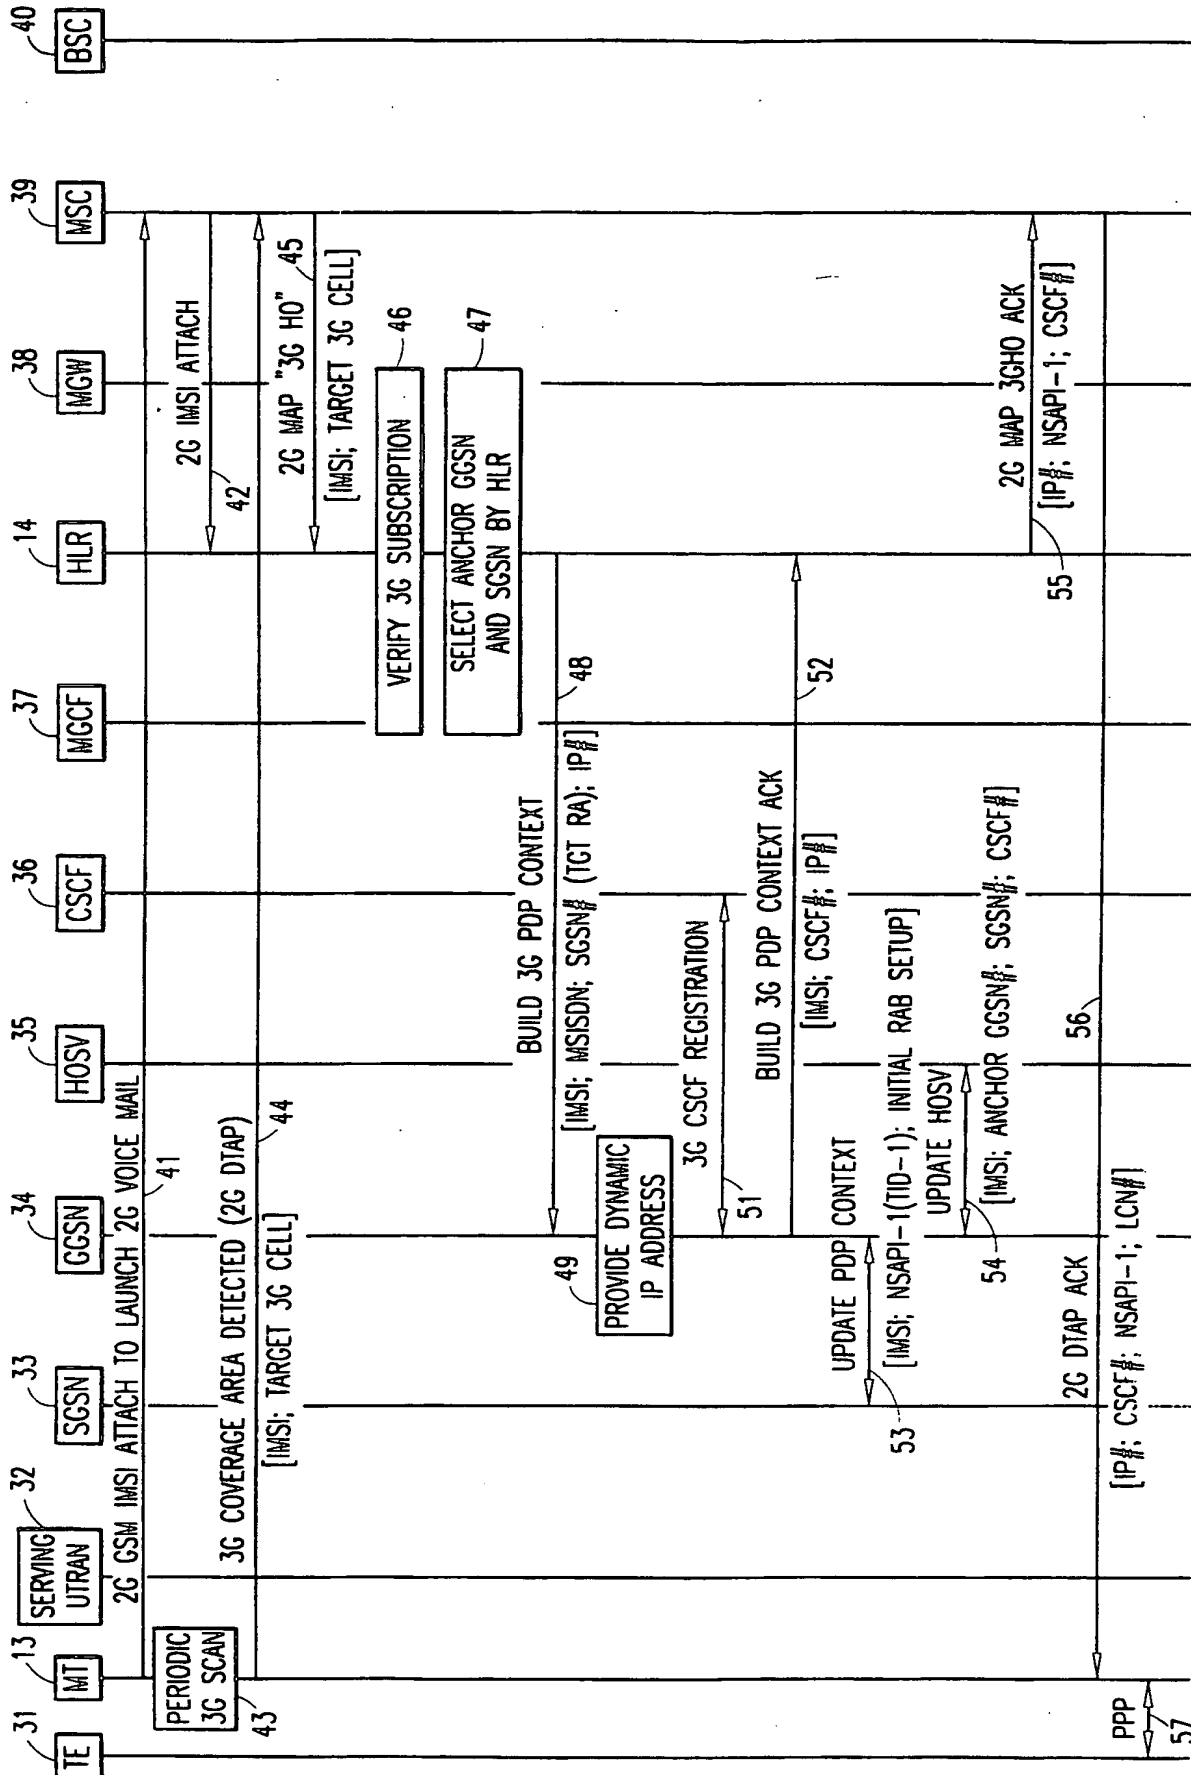 31
TE
13
MT
32
SERVING
UTRAN
33
SGSN
34
GGSN
35
HOSV
36
CSCF
37
MGCF
14
HLR
38
MGW
39
MSC
40
BSC
2G GSM IMSI ATTACH TO LAUNCH 2G VOICE MAIL
41
2G IMSI ATTACH
42
PERIODIC
3G SCAN
43
3G COVERAGE AREA DETECTED (2G DTAP)
44
[IMSI; TARGET 3G CELL]
2G MAP "3G HO"
45
[IMSI; TARGET 3G CELL]
VERIFY 3G SUBSCRIPTION
46
SELECT ANCHOR GGSN
AND SGSN BY HLR
47
BUILD 3G PDP CONTEXT
48
[IMSI; MSISDN; SGSN# (TGT RA); IP#]
49
PROVIDE DYNAMIC
IP ADDRESS
3G CSCF REGISTRATION
51
BUILD 3G PDP CONTEXT ACK
52
[IMSI; CSCF#; IP#]
UPDATE PDP CONTEXT
53
[IMSI; NSAPI-1(TID-1); INITIAL RAB SETUP]
UPDATE HOSV
54
[IMSI; ANCHOR GGSN#; SGSN#; CSCF#]
2G MAP 3GHO ACK
55
[IP#; NSAPI-1; CSCF#]
2G DTAP ACK
56
[IP#; CSCF#; NSAPI-1; LCN#]
PPP
57